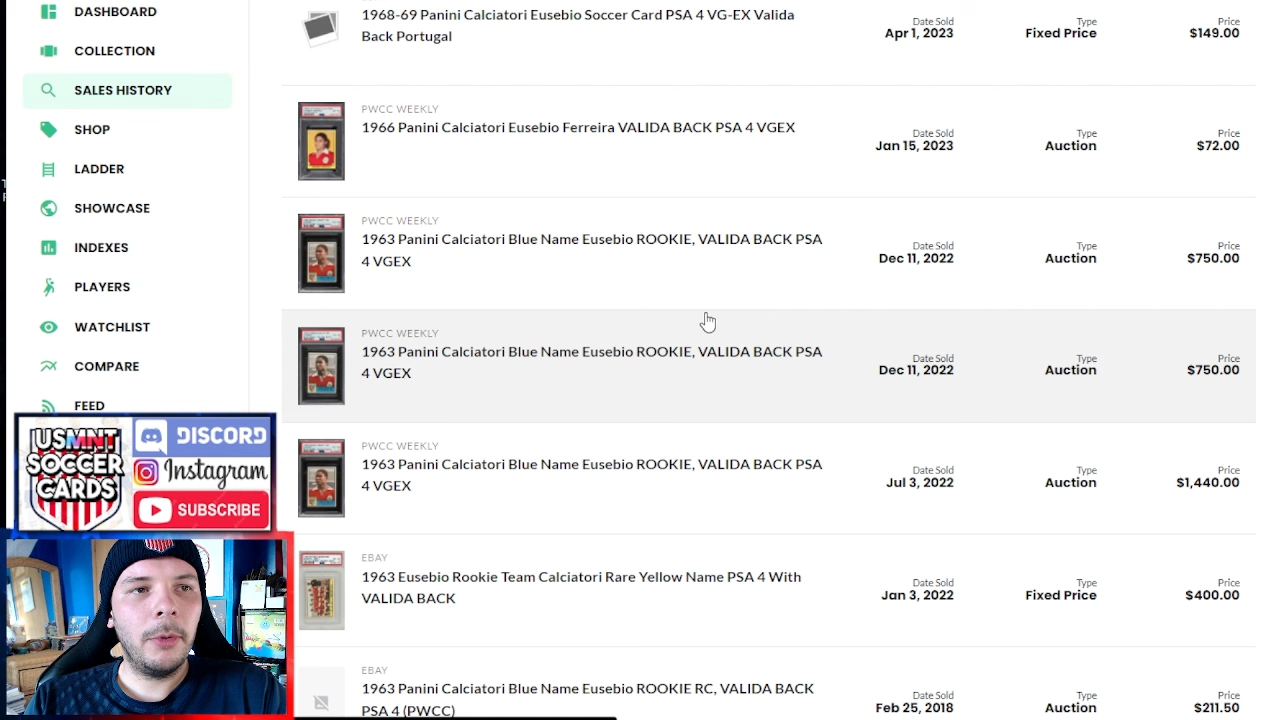 DASHBOARD
COLLECTION
SALES HISTORY
SHOP
LADDER
SHOWCASE
INDEXES
PLAYERS
WATCHLIST
COMPARE
FEED
1968-69 Panini Calciatori Eusebio Soccer Card PSA 4 VG-EX Valida
Back Portugal
Date Sold
Apr 1, 2023
Type
Fixed Price
Price
$149.00
PWCC WEEKLY
1966 Panini Calciatori Eusebio Ferreira VALIDA BACK PSA 4 VGEX
Date Sold
Jan 15, 2023
Type
Auction
Price
$72.00
PWCC WEEKLY
1963 Panini Calciatori Blue Name Eusebio ROOKIE, VALIDA BACK PSA
4 VGEX
Date Sold
Dec 11, 2022
Type
Auction
Price
$750.00
PWCC WEEKLY
1963 Panini Calciatori Blue Name Eusebio ROOKIE, VALIDA BACK PSA
4 VGEX
Date Sold
Dec 11, 2022
Type
Auction
Price
$750.00
PWCC WEEKLY
1963 Panini Calciatori Blue Name Eusebio ROOKIE, VALIDA BACK PSA
4 VGEX
Date Sold
Jul 3, 2022
Type
Auction
Price
$1,440.00
EBAY
1963 Eusebio Rookie Team Calciatori Rare Yellow Name PSA 4 With
VALIDA BACK
Date Sold
Jan 3, 2022
Type
Fixed Price
Price
$400.00
EBAY
1963 Panini Calciatori Blue Name Eusebio ROOKIE RC, VALIDA BACK
PSA 4 (PWCC)
Date Sold
Feb 25, 2018
Type
Auction
Price
$211.50
USMNT
SOCCER
CARDS
DISCORD
Instagram
SUBSCRIBE